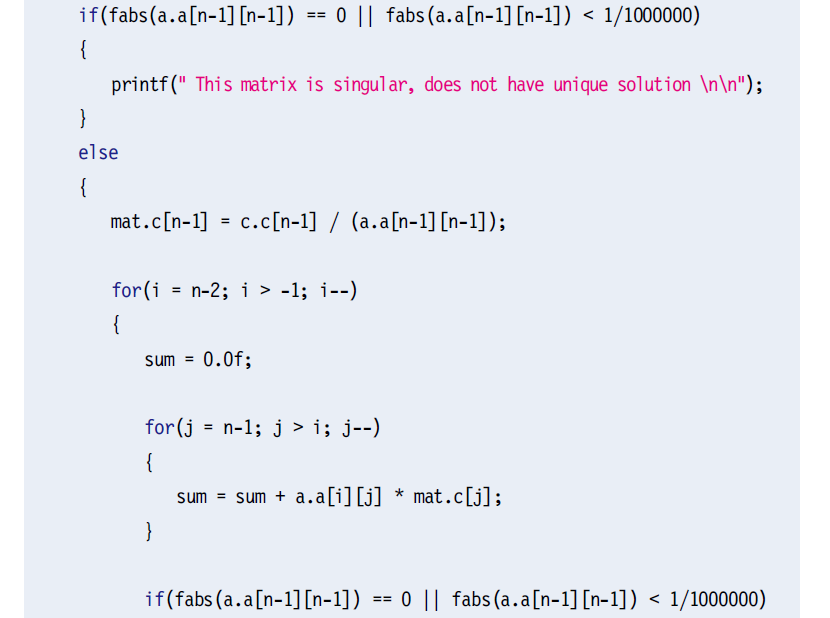 if(fabs(a.a[n-1][n-1]) == 0 || fabs(a.a[n-1][n-1]) < 1/1000000)
{
printf(" This matrix is singular, does not have unique solution \n\n");
}
else
{
mat.c[n-1] = c.c[n-1] / (a.a[n-1][n-1]);
for(i = n-2; i > -1; i--)
{
sum = 0.0f;
for(j = n-1; j > i; j--)
{
sum = sum + a.a[i][j] * mat.c[j];
}
if(fabs(a.a[n-1][n-1]) == 0 || fabs(a.a[n-1][n-1]) < 1/1000000)